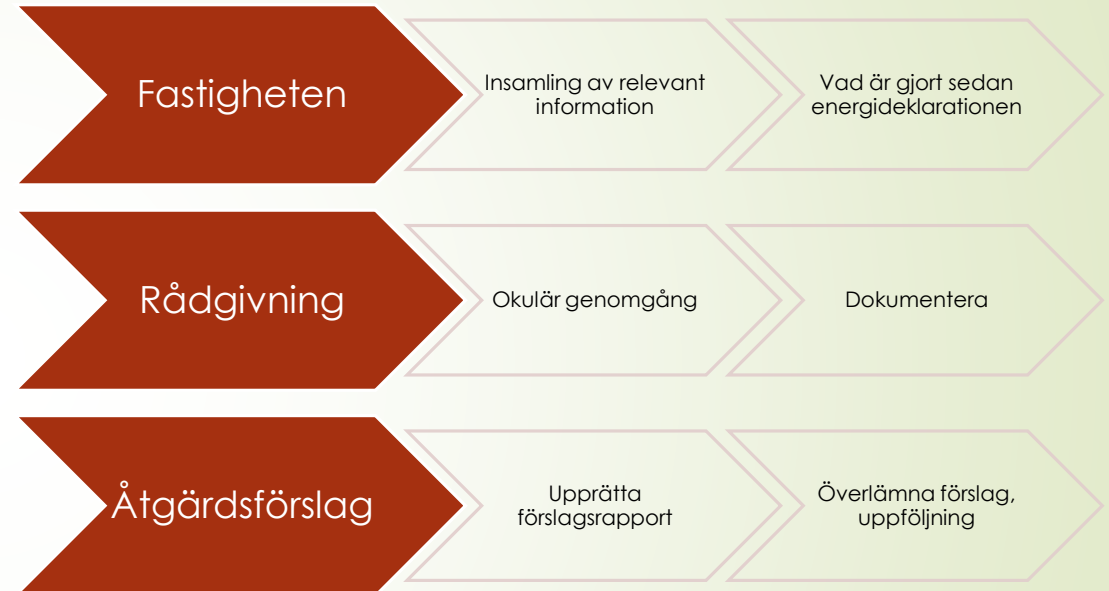 Fastigheten
Insamling av relevant
information
Vad är gjort sedan
energideklarationen
Rådgivning
Okulär genomgång
Dokumentera
Åtgärdsförslag
Upprätta
förslagsrapport
Överlämna förslag,
uppföljning